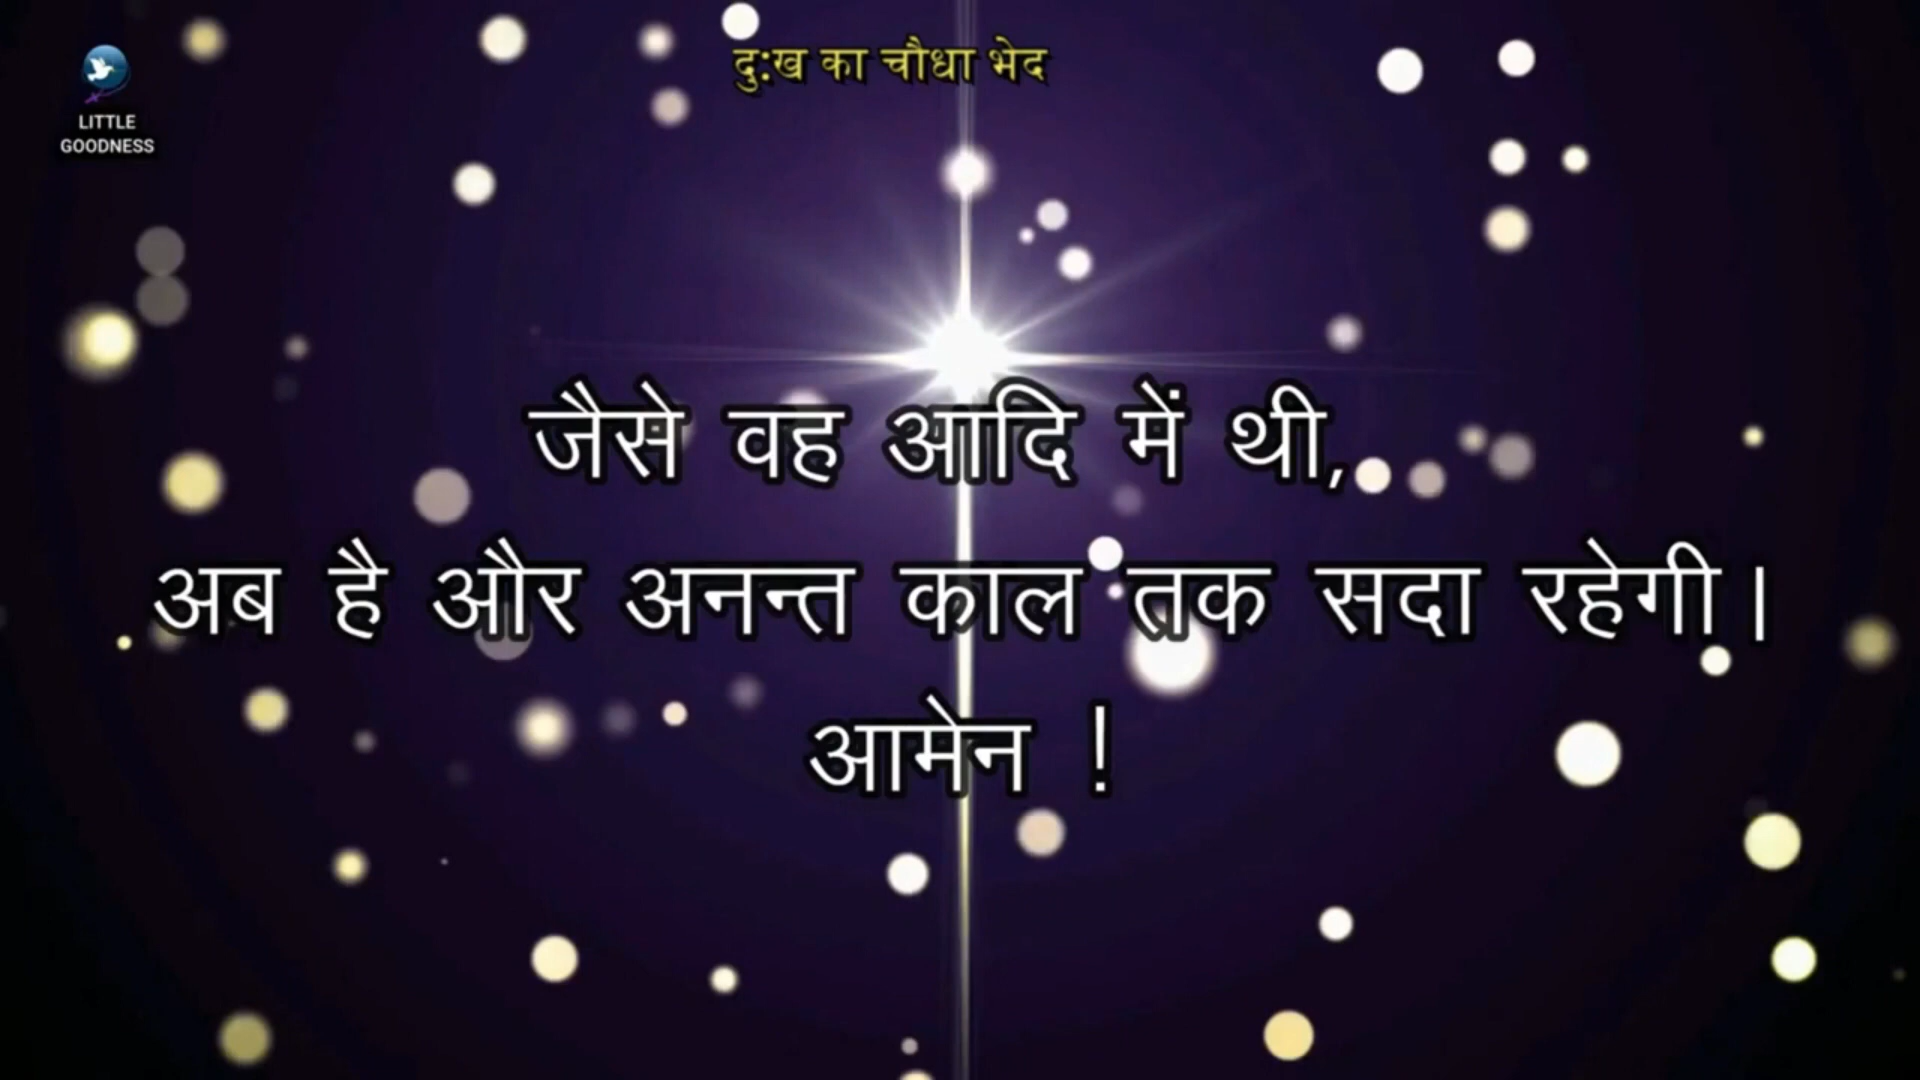 दु:ख का चौधा भेद
LITTLE
GOODNESS
जैसे वह आदि में थी,
अब है और अनन्त काल तक सदा रहेगी।
आमेन !